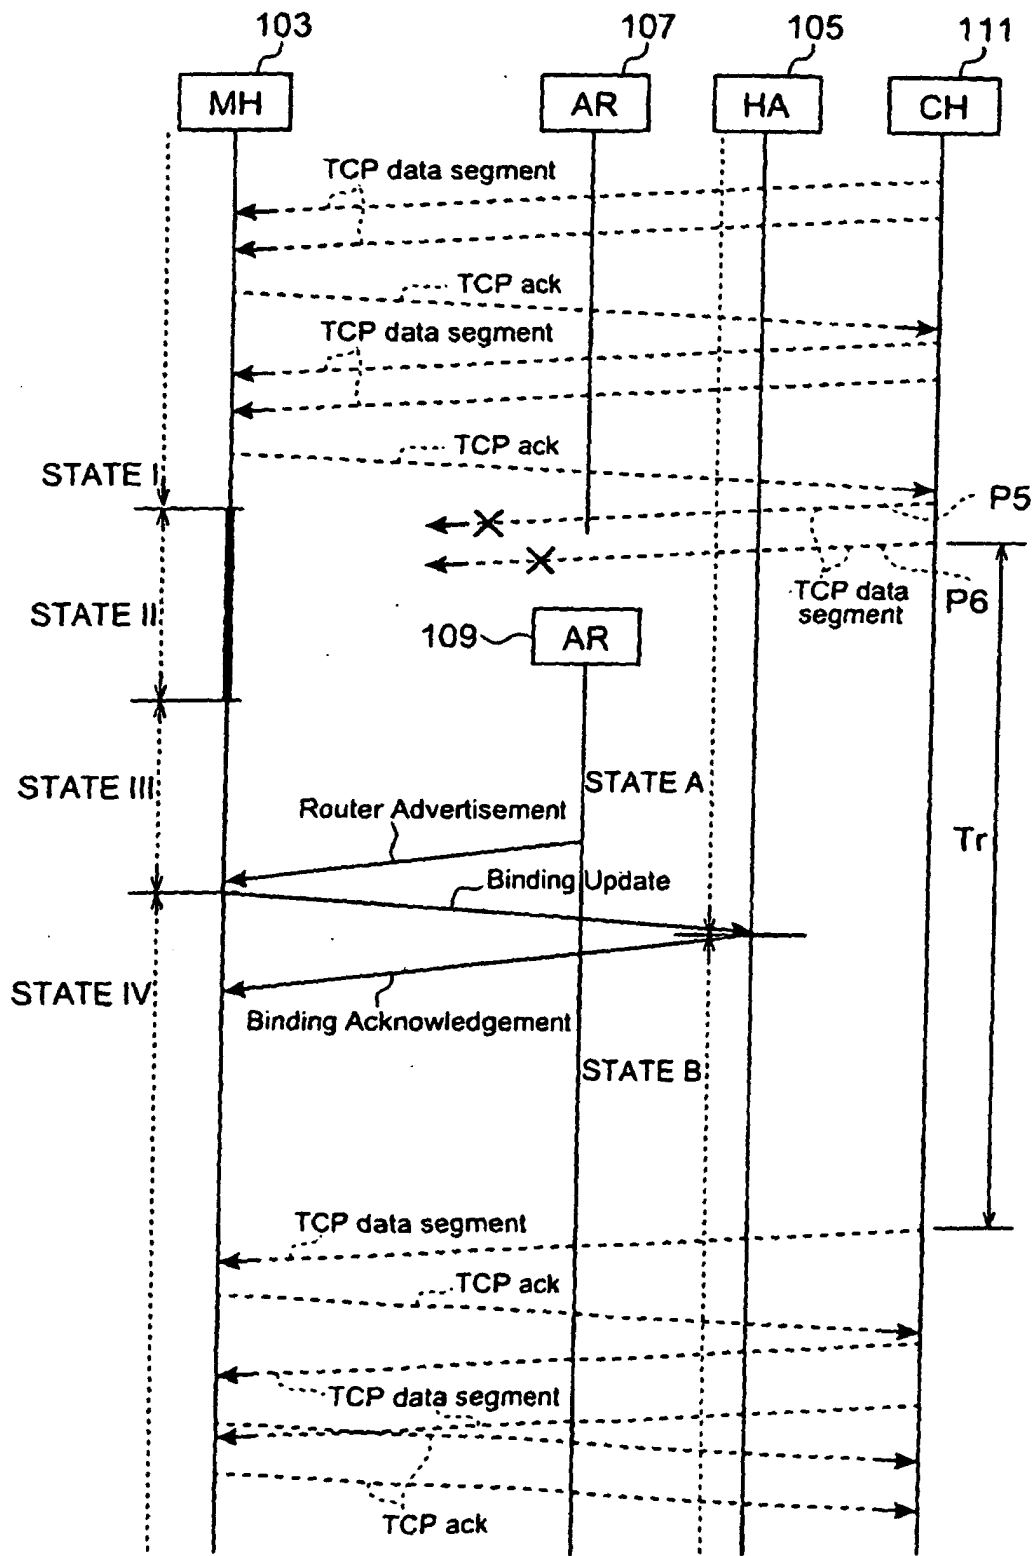 103
107
105
111
MH
AR
HA
CH
TCP data segment
TCP ack
TCP data segment
TCP ack
STATE I
P5
TCP data
segment
P6
STATE II
109
AR
STATE III
STATE A
Router Advertisement
Tr
Binding Update
STATE IV
Binding Acknowledgement
STATE B
TCP data segment
TCP ack
TCP data segment
TCP ack